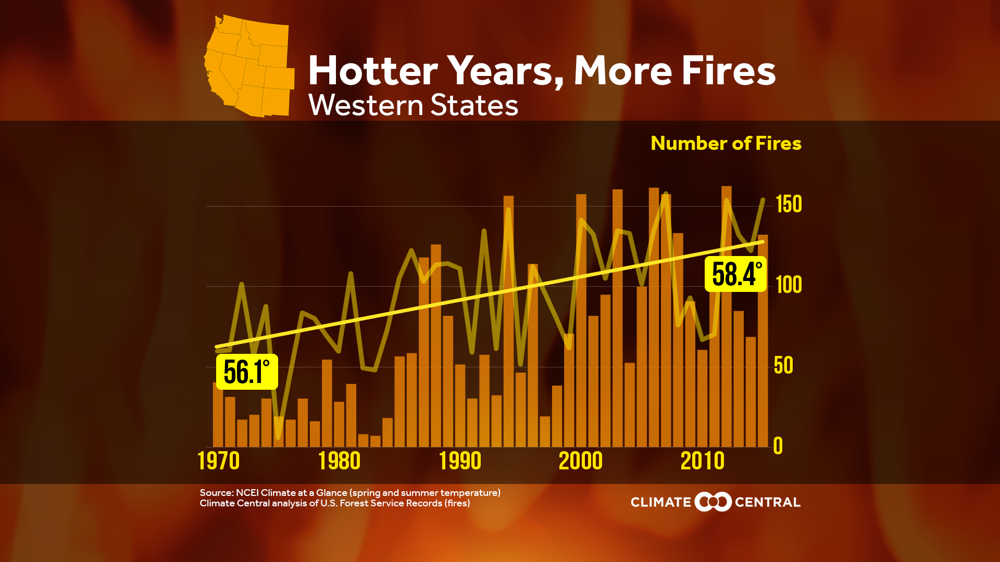 Hotter Years, More Fires
Western States
Number of Fires
150
58.4°
100
56.1°
50
0
1970 1980 1990 2000 2010
Source: NCEI Climate at a Glance (spring and summer temperature)
Climate Central analysis of U.S. Forest Service Records (fires)
CLIMATE CENTRAL